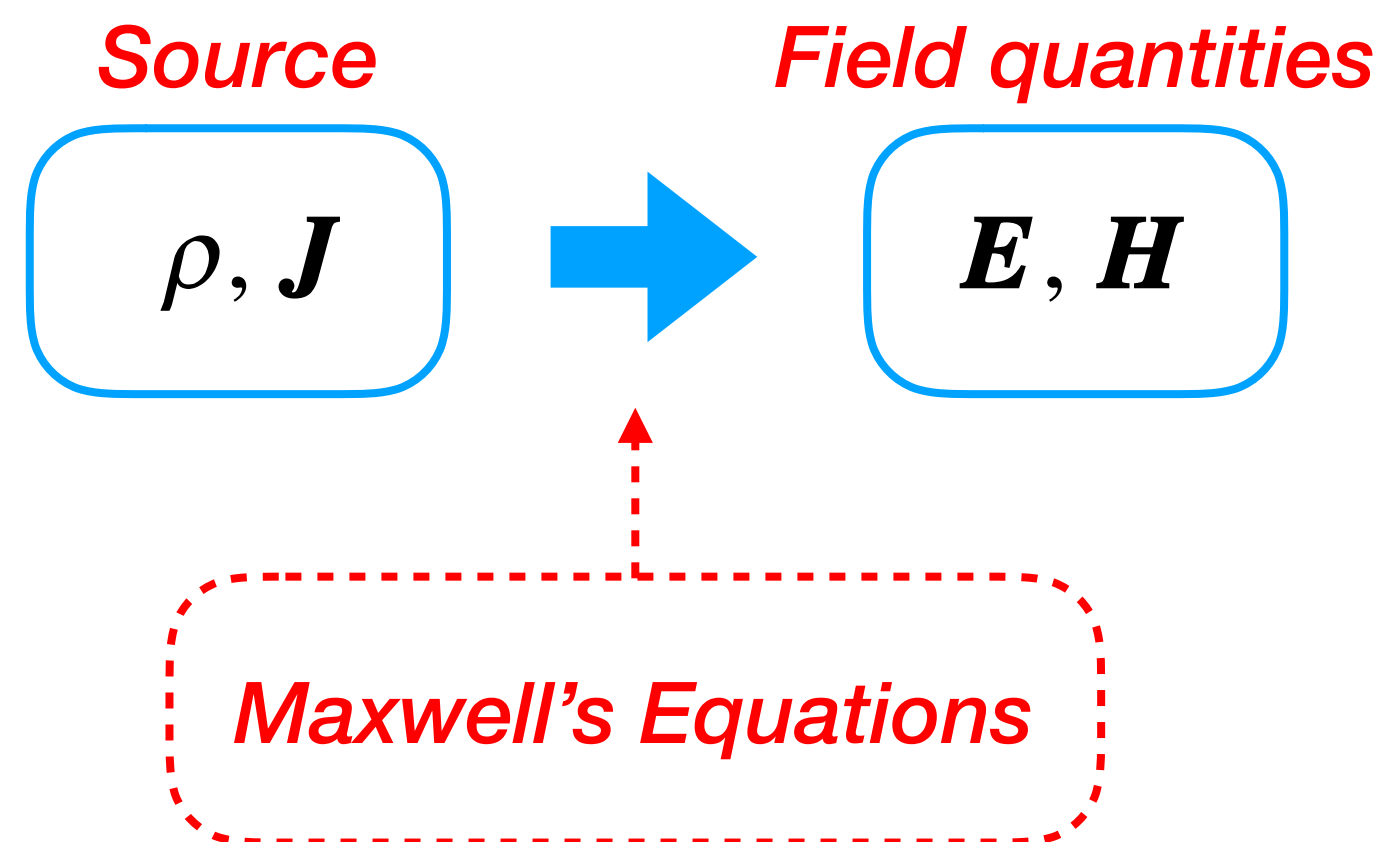 Source
Field quantities
ρ, J
E, H
Maxwell’s Equations